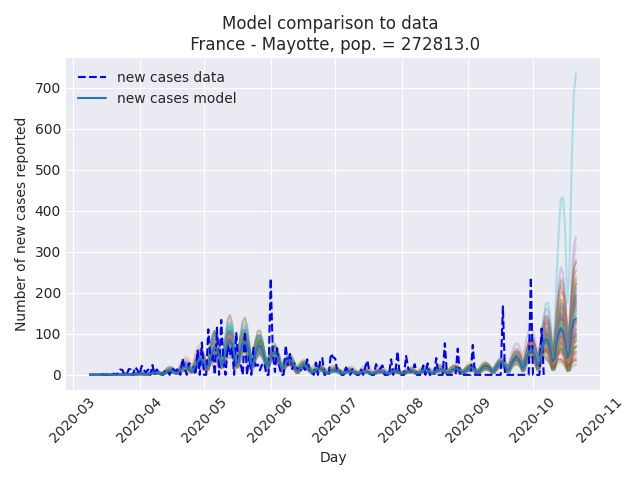 Model comparison to data
France - Mayotte, pop. = 272813.0
new cases data
new cases model
Number of new cases reported
700
600
500
400
300
200
100
0
2020-03
2020-04
2020-05
2020-06
2020-07
2020-08
2020-09
2020-10
2020-11
Day